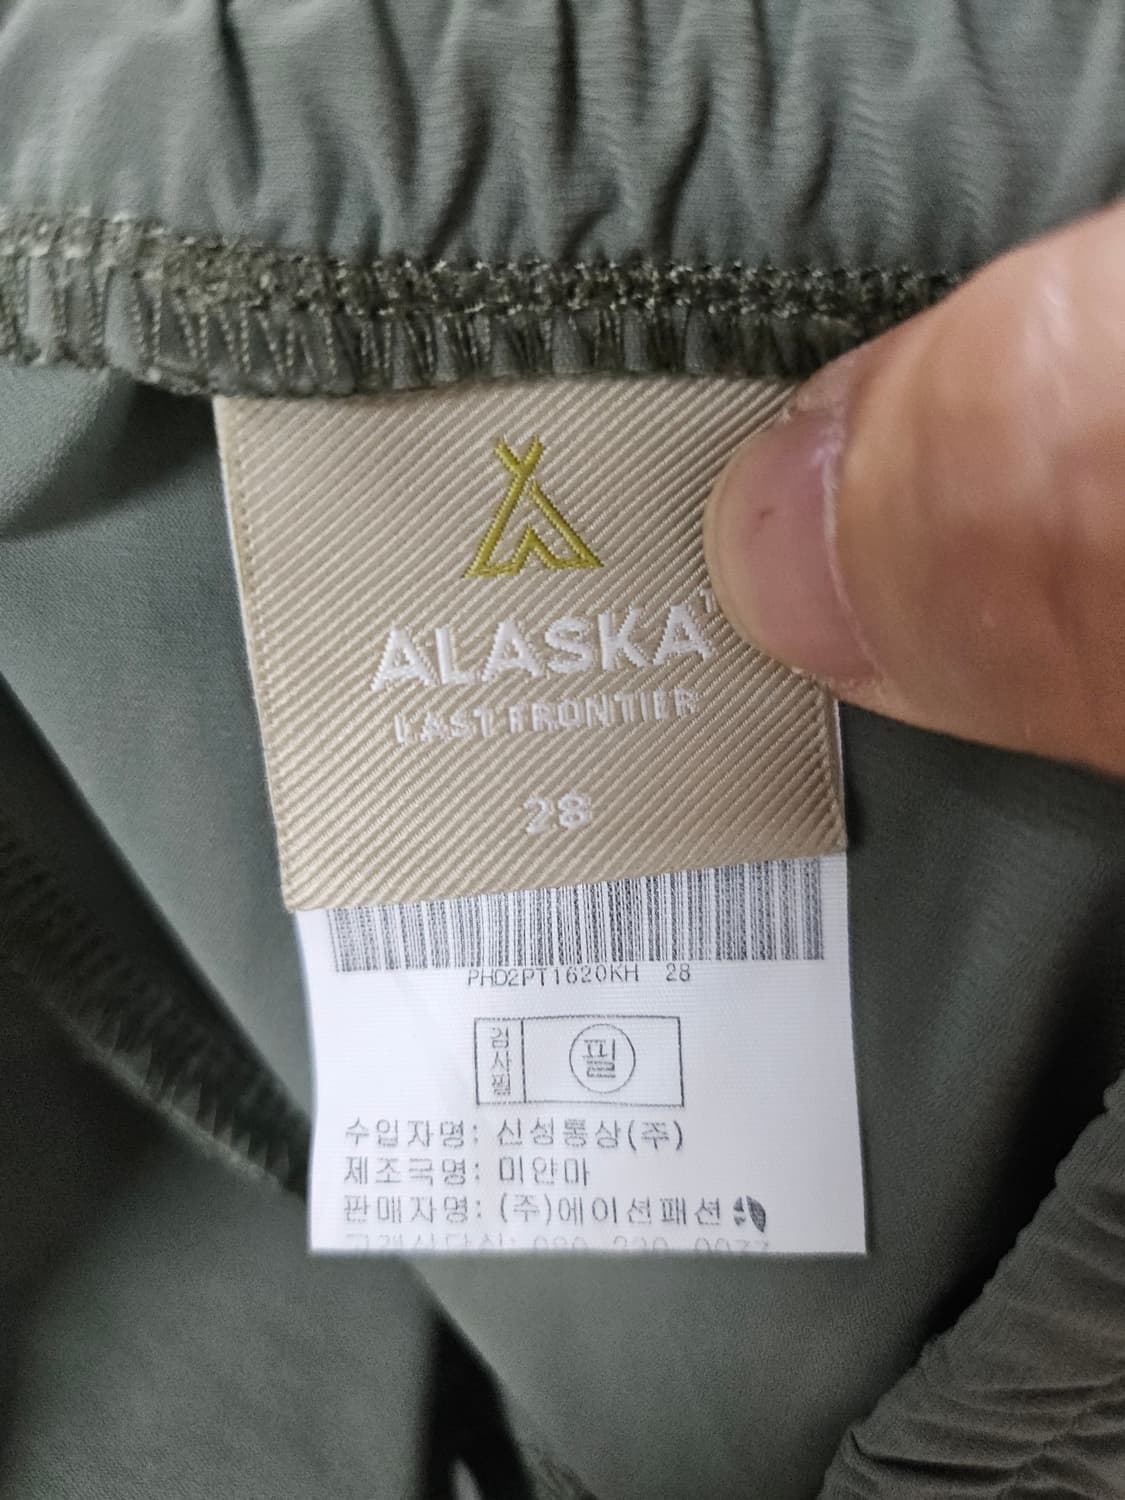 ALASKA
LAST FRONTIER
28
PHD2PT1620KH 28
검사필
필
수입자명: 신성통상(주)
제조국명: 미얀마
판매자명: (주)에이션패션